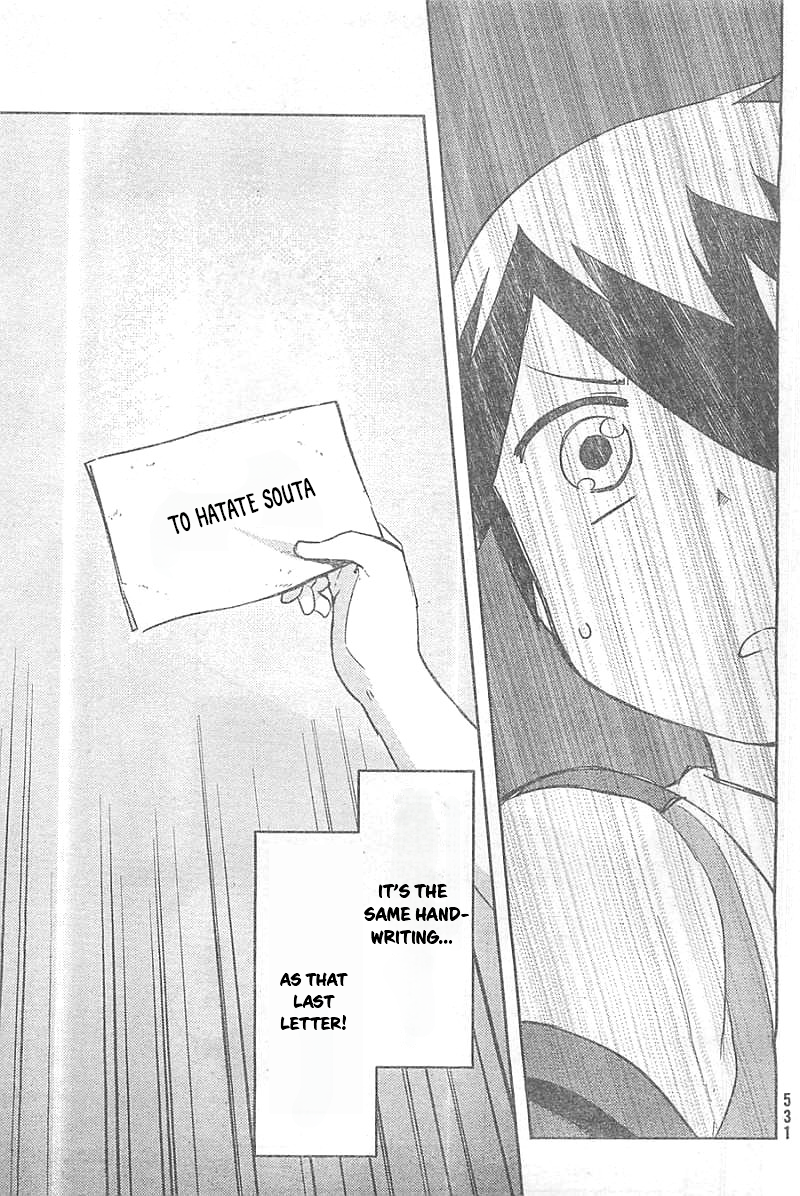 TO HATATE SOUTA
IT'S THE
SAME HAND-
WRITING...
AS THAT
LAST
LETTER!
531